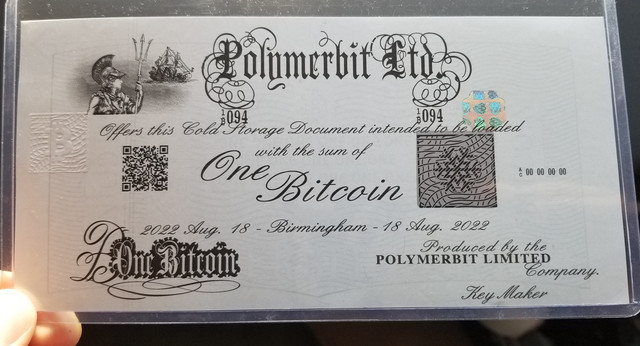 Polymerbit Ltd.
094 094
Offers this Cold Storage Document intended to be loaded
with the sum of
One Bitcoin
00 00 00 00
2022 Aug. 18 - Birmingham - 18 Aug. 2022
One Bitcoin
Produced by the
POLYMERBIT LIMITED
Company.
Key Maker